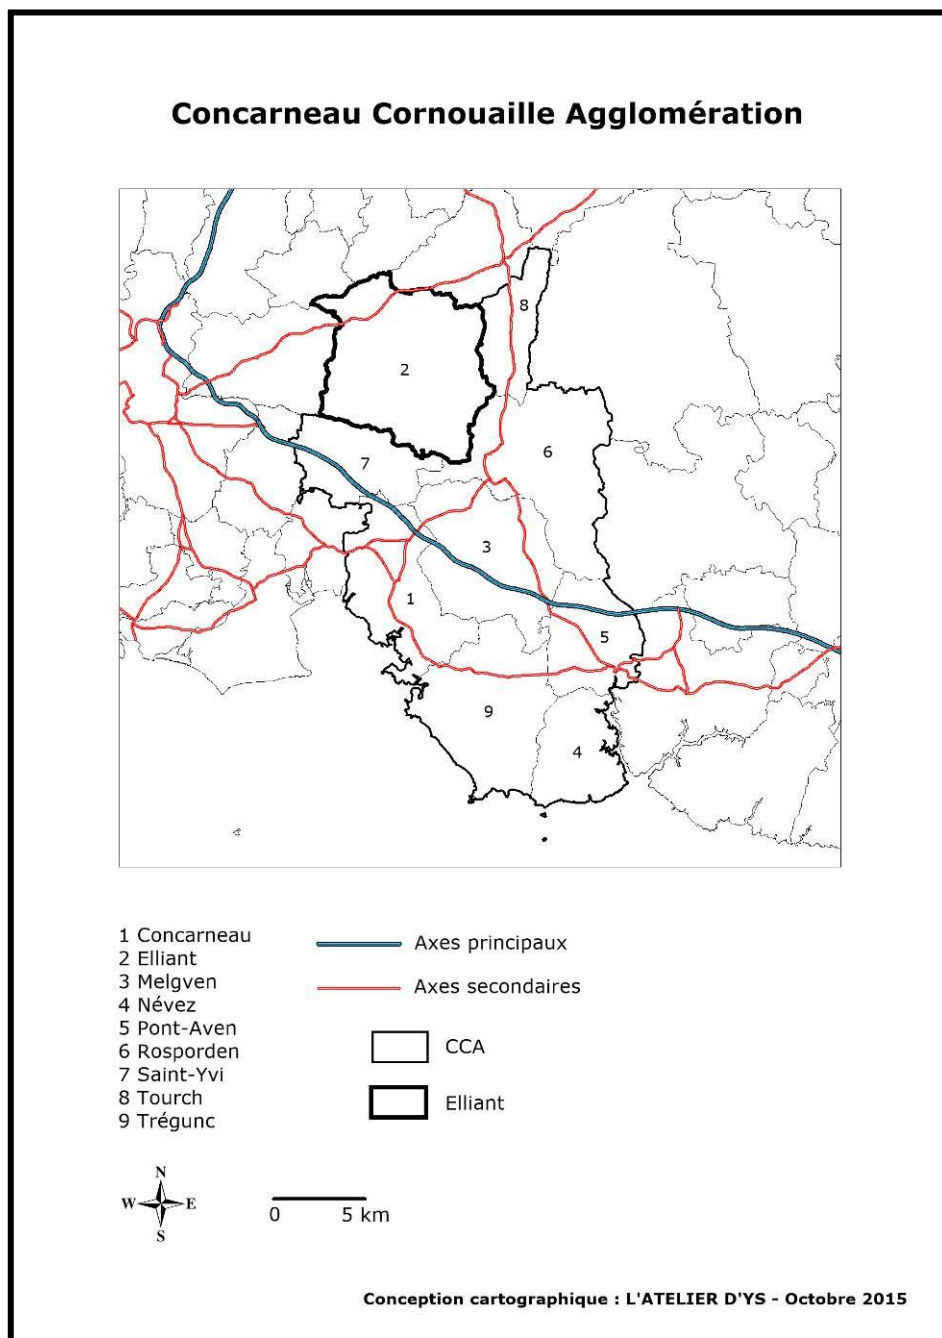 Concarneau Cornouaille Agglomération
8
2
6
7
3
1
5
9
4
1 Concarneau
2 Elliant
3 Melgven
4 Névez
5 Pont-Aven
6 Rosporden
7 Saint-Yvi
8 Tourch
9 Trégunc
Axes principaux
Axes secondaires
CCA
Elliant
N
W E
S
0 5 km
Conception cartographique : L'ATELIER D'YS - Octobre 2015